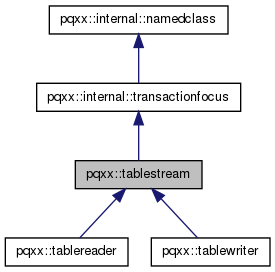 pqxx::internal::namedclass
pqxx::internal::transactionfocus
pqxx::tablestream
pqxx::tablereader
pqxx::tablewriter